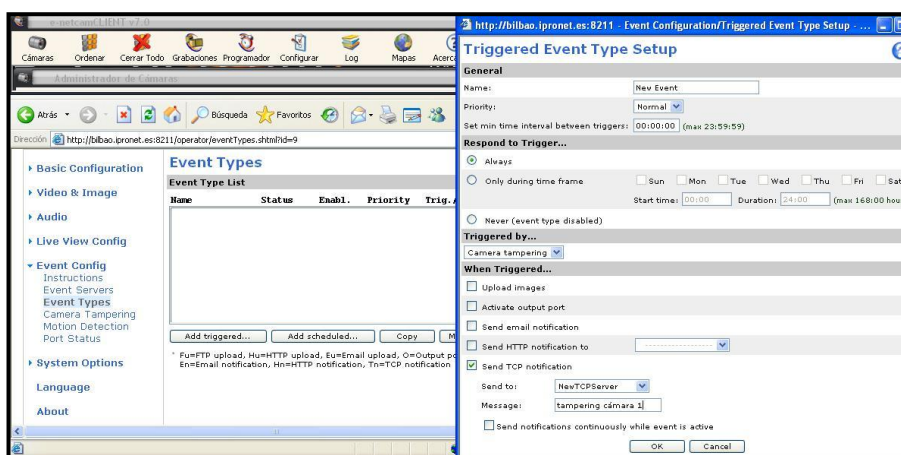 e-netcamCLIENT v7.0
Cámaras Ordenar Cerrar Todo Grabaciones Programador Configurar Log Mapas Acerca
Administrador de Cámaras
Atrás Búsqueda Favoritos
Dirección http://bilbao.ipronet.es:8211/operator/eventTypes.shtml?id=9
Basic Configuration
Video & Image
Audio
Live View Config
Event Config
Instructions
Event Servers
Event Types
Camera Tampering
Motion Detection
Port Status
System Options
Language
About
Event Types
Event Type List
Name Status Enabl. Priority Trig./
Add triggered... Add scheduled... Copy M
* Fu=FTP upload, Hu=HTTP upload, Eu=Email upload, O=Output po
En=Email notification, Hn=HTTP notification, Tn=TCP notification
http://bilbao.ipronet.es:8211 - Event Configuration/Triggered Event Type Setup - ...
Triggered Event Type Setup
General
Name: New Event
Priority: Normal
Set min time interval between triggers: 00:00:00 (max 23:59:59)
Respond to Trigger...
Always
Only during time frame Sun Mon Tue Wed Thu Fri Sat
Start time: 00:00 Duration: 24:00 (max 168:00 hou
Never (event type disabled)
Triggered by...
Camera tampering
When Triggered...
Upload images
Activate output port
Send email notification
Send HTTP notification to
Send TCP notification
Send to: NewTCPServer
Message: tampering cámara 1
Send notifications continuously while event is active
OK Cancel